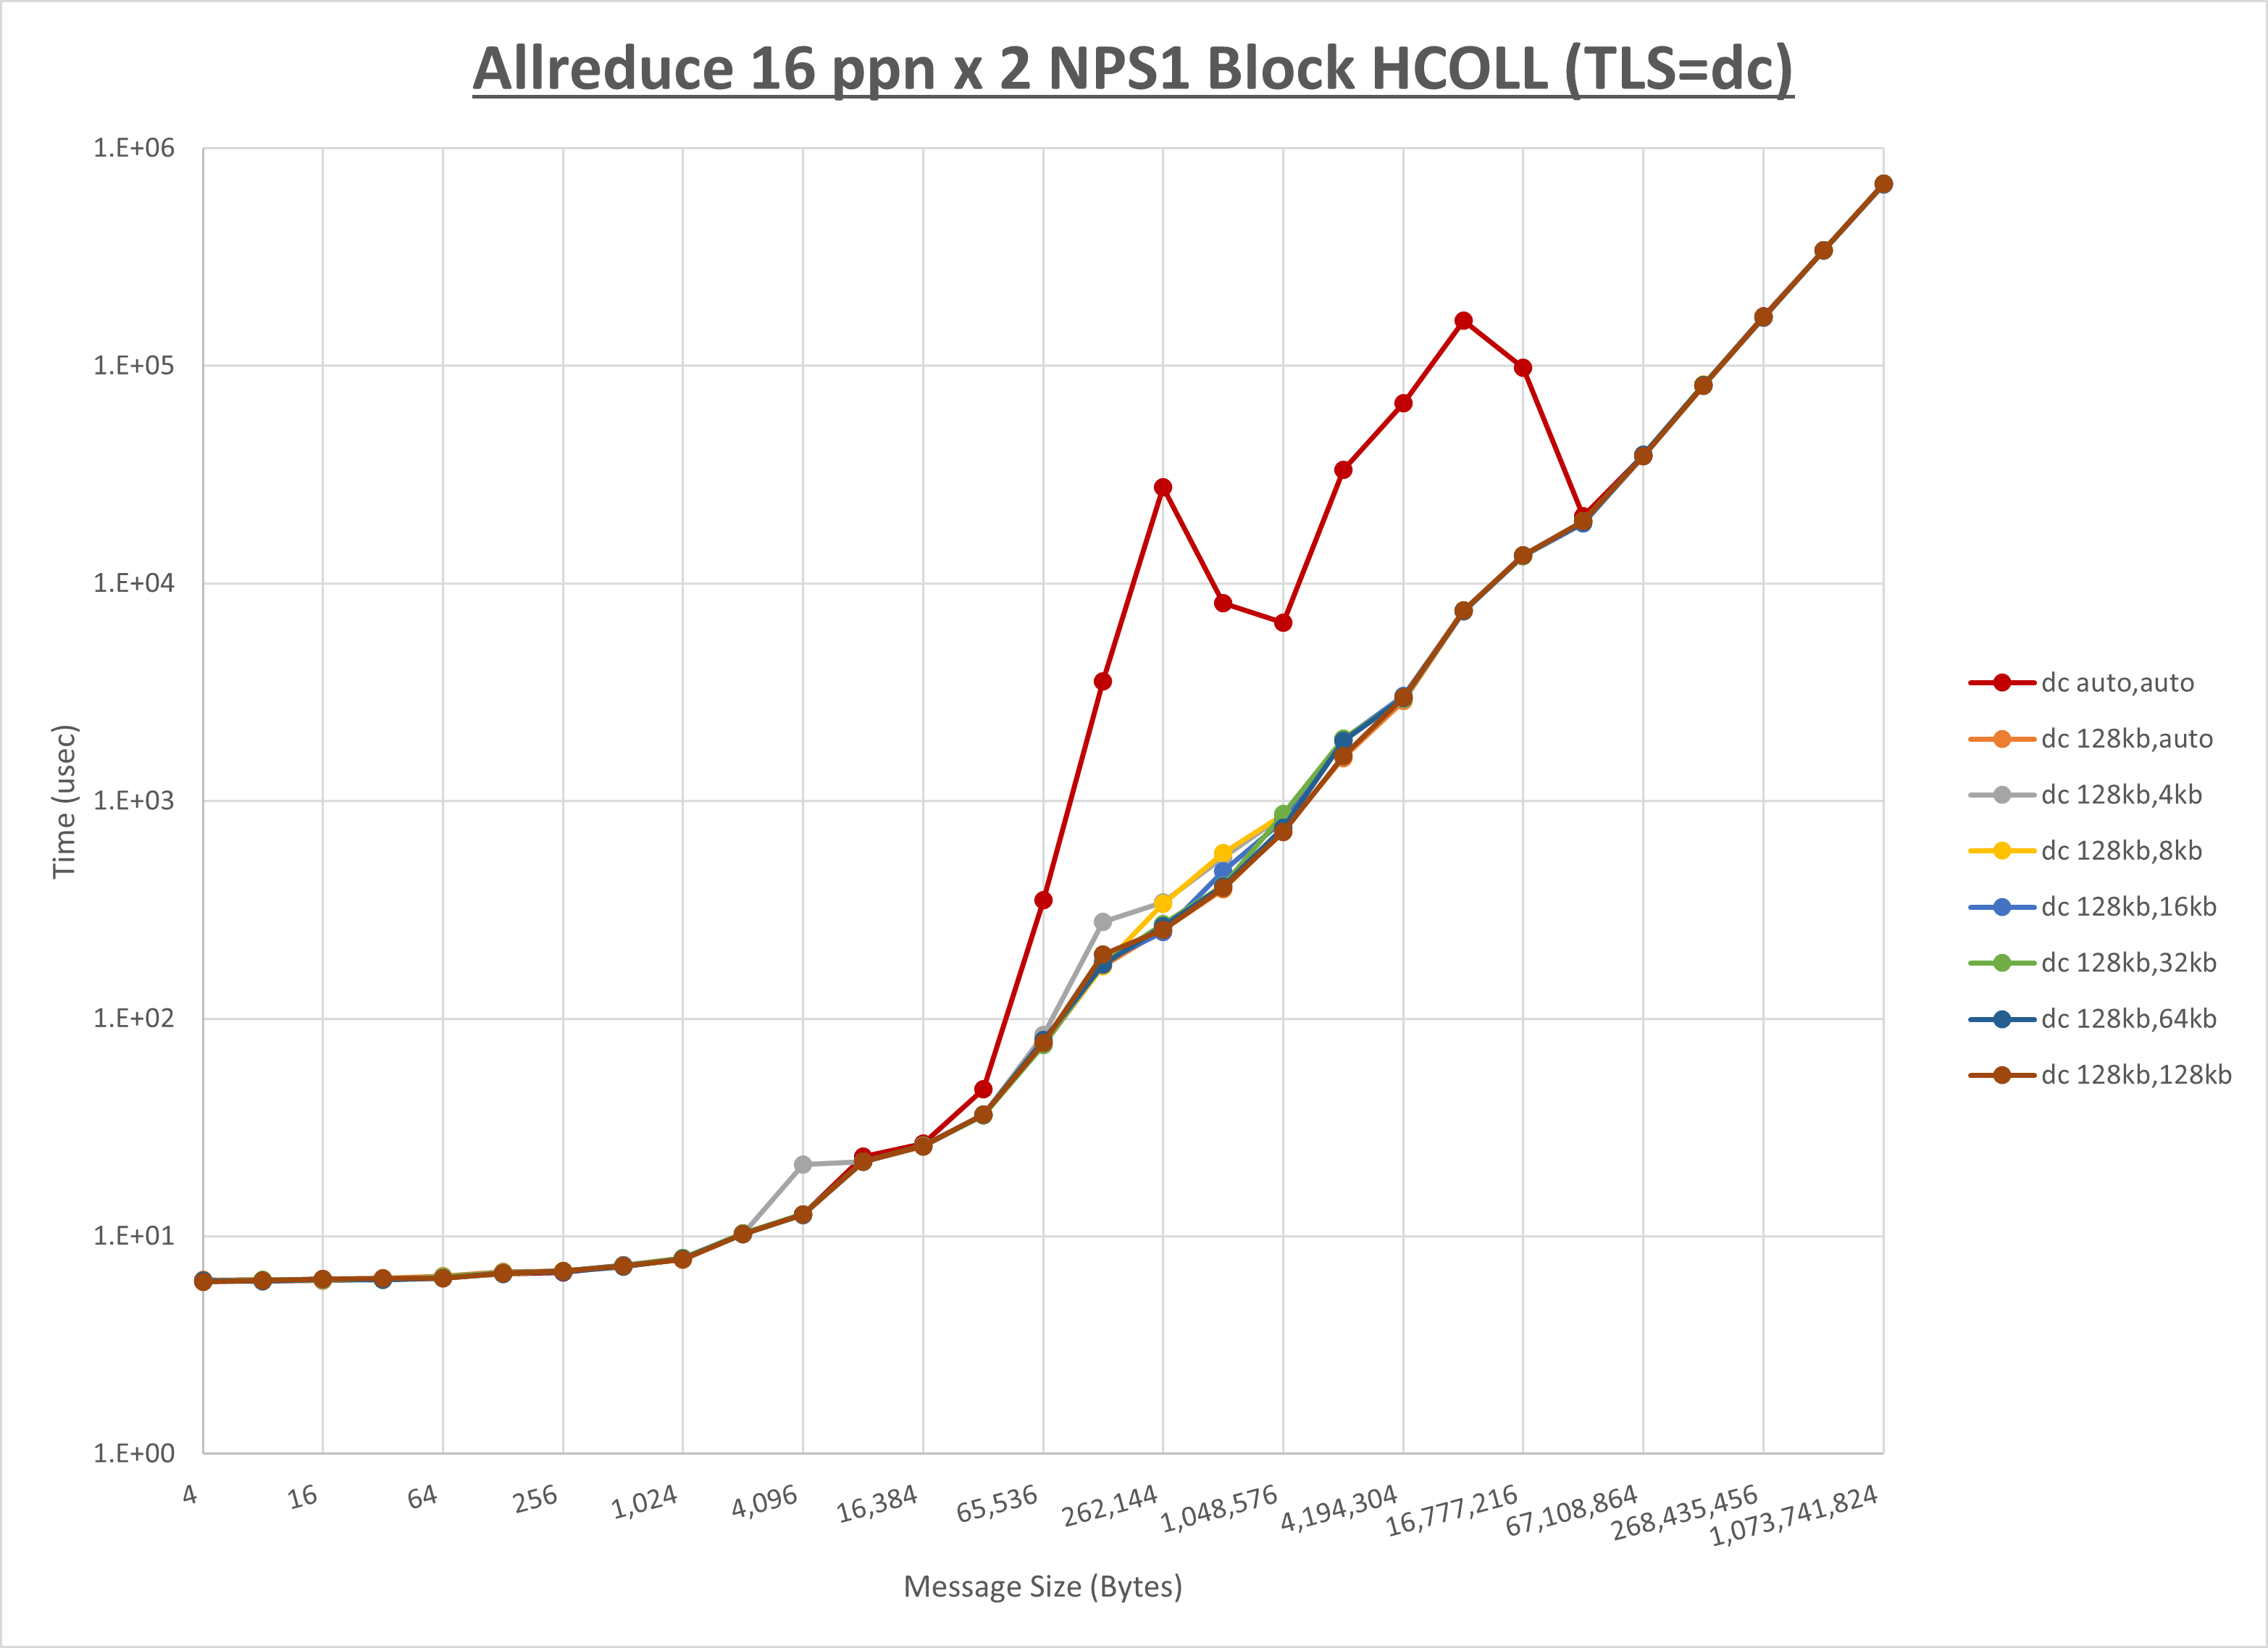 Allreduce 16 ppn x 2 NPS1 Block HCOLL (TLS=dc)
1.E+06
1.E+05
1.E+04
1.E+03
1.E+02
1.E+01
1.E+00
Time (usec)
4
16
64
256
1,024
4,096
16,384
65,536
262,144
1,048,576
4,194,304
16,777,216
67,108,864
268,435,456
1,073,741,824
Message Size (Bytes)
dc auto,auto
dc 128kb,auto
dc 128kb,4kb
dc 128kb,8kb
dc 128kb,16kb
dc 128kb,32kb
dc 128kb,64kb
dc 128kb,128kb